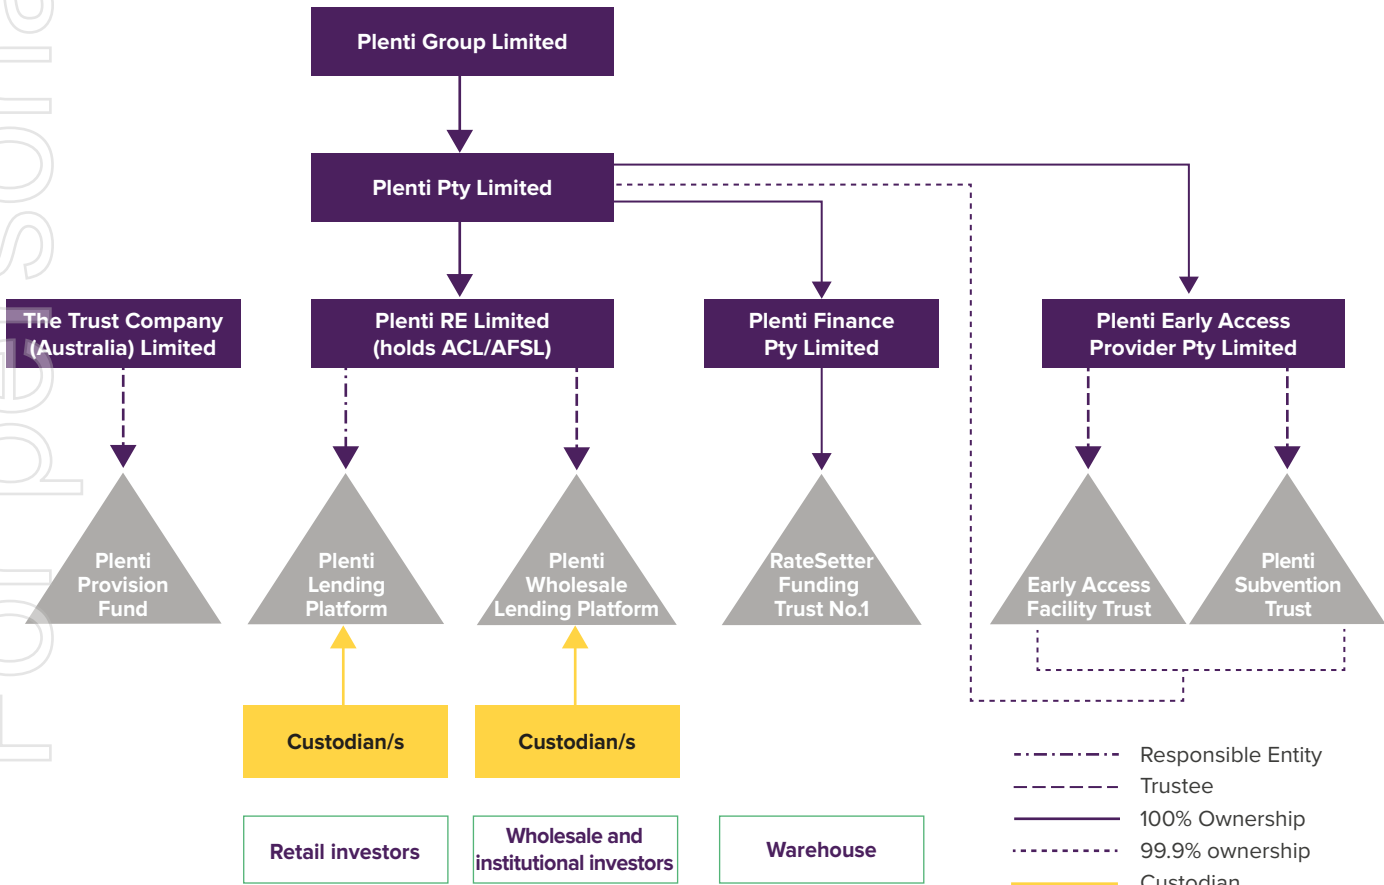 Plenti Group Limited
Plenti Pty Limited
The Trust Company
(Australia) Limited
Plenti RE Limited
(holds ACL/AFSL)
Plenti Finance
Pty Limited
Plenti Early Access
Provider Pty Limited
Plenti
Provision
Fund
Plenti
Lending
Platform
Plenti
Wholesale
Lending Platform
RateSetter
Funding
Trust No.1
Early Access
Facility Trust
Plenti
Subvention
Trust
Custodian/s
Custodian/s
Retail investors
Wholesale and
institutional investors
Warehouse
Responsible Entity
Trustee
100% Ownership
99.9% ownership
Custodian
For personal